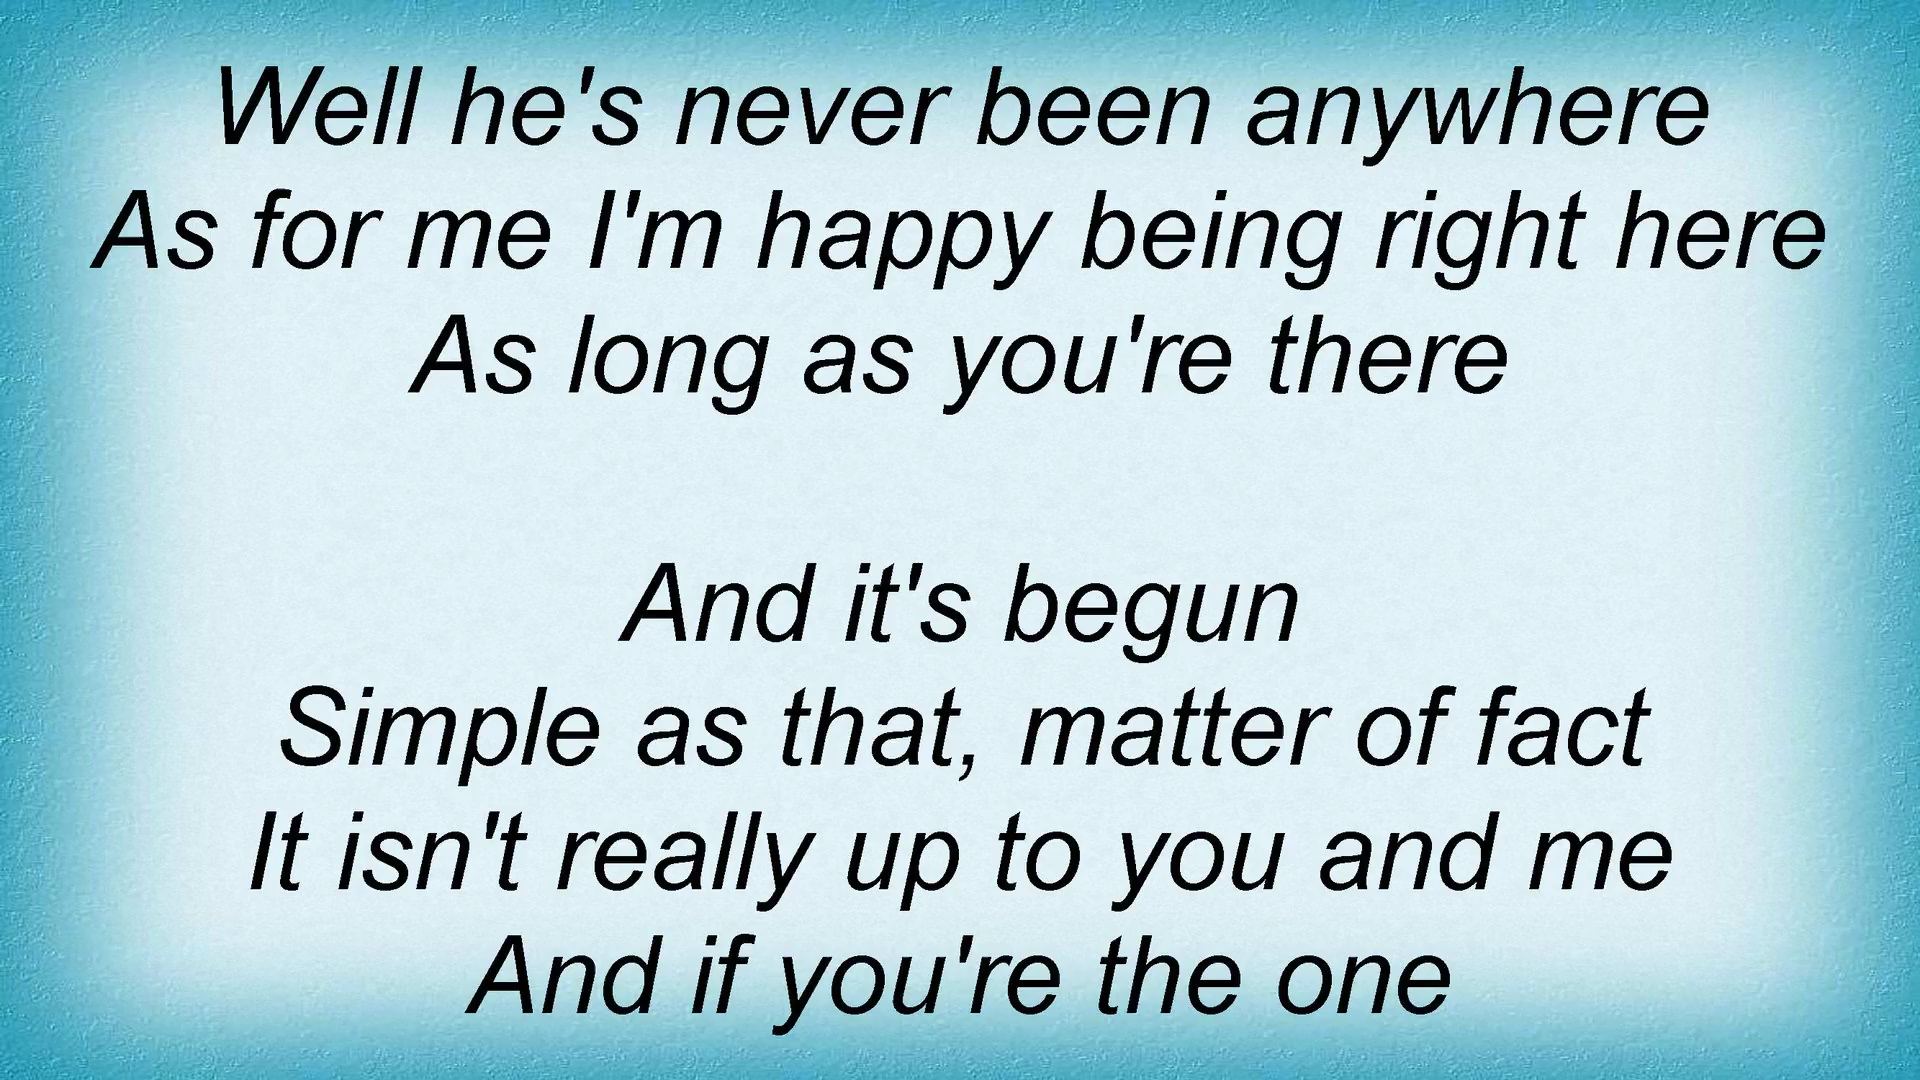 Well he's never been anywhere
As for me I'm happy being right here
As long as you're there
And it's begun
Simple as that, matter of fact
It isn't really up to you and me
And if you're the one